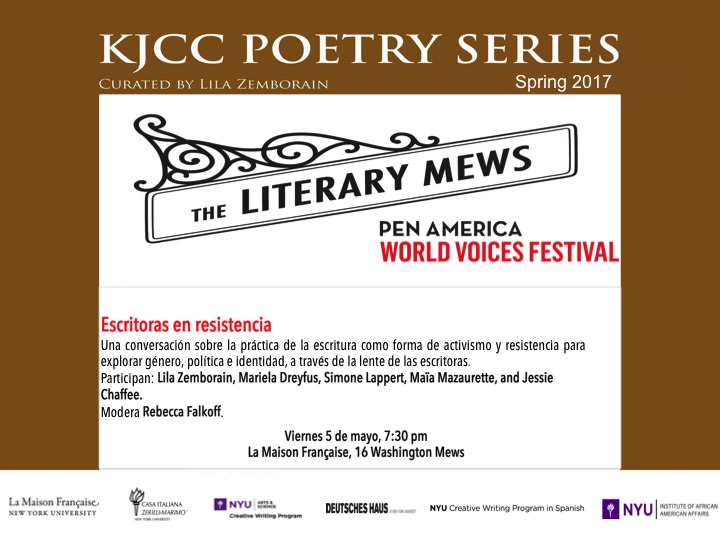 KJCC POETRY SERIES
CURATED BY LILA ZEMBORAIN
Spring 2017
THE LITERARY MEWS
PEN AMERICA
WORLD VOICES FESTIVAL
Escritoras en resistencia
Una conversación sobre la práctica de la escritura como forma de activismo y resistencia para
explorar género, política e identidad, a través de la lente de las escritoras.
Participan: Lila Zemborain, Mariela Dreyfus, Simone Lappert, Maïa Mazaurette, and Jessie
Chaffee.
Modera Rebecca Falkoff.
Viernes 5 de mayo, 7:30 pm
La Maison Française, 16 Washington Mews
La Maison Française
NEW YORK UNIVERSITY
CASA ITALIANA
ZERILLI-MARIMÒ
NEW YORK UNIVERSITY
NYU ARTS & SCIENCE
Creative Writing Program
DEUTSCHES HAUS
NYU Creative Writing Program in Spanish
NYU INSTITUTE OF AFRICAN
AMERICAN AFFAIRS